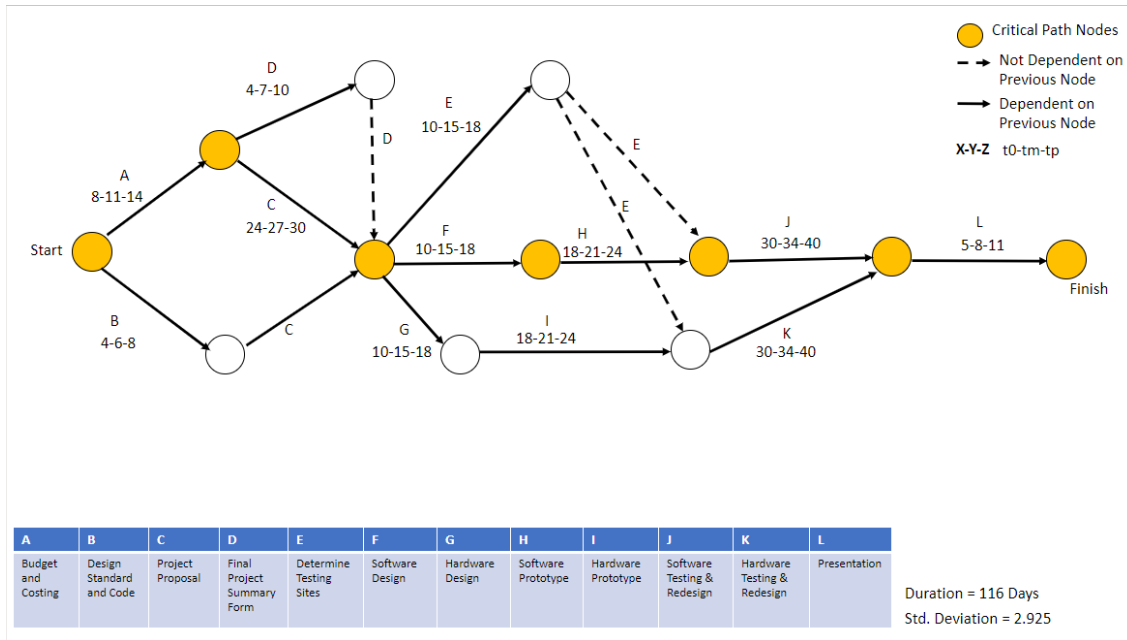 Critical Path Nodes
Not Dependent on
Previous Node
Dependent on
Previous Node
X-Y-Z t0-tm-tp
D
4-7-10
D
E
10-15-18
E
E
A
8-11-14
C
24-27-30
Start
F
10-15-18
H
18-21-24
J
30-34-40
L
5-8-11
Finish
B
4-6-8
C
G
10-15-18
I
18-21-24
K
30-34-40
A B C D E F G H I J K L
Budget
and
Costing
Design
Standard
and Code
Project
Proposal
Final
Project
Summary
Form
Determine
Testing
Sites
Software
Design
Hardware
Design
Software
Prototype
Hardware
Prototype
Software
Testing &
Redesign
Hardware
Testing &
Redesign
Presentation
Duration = 116 Days
Std. Deviation = 2.925